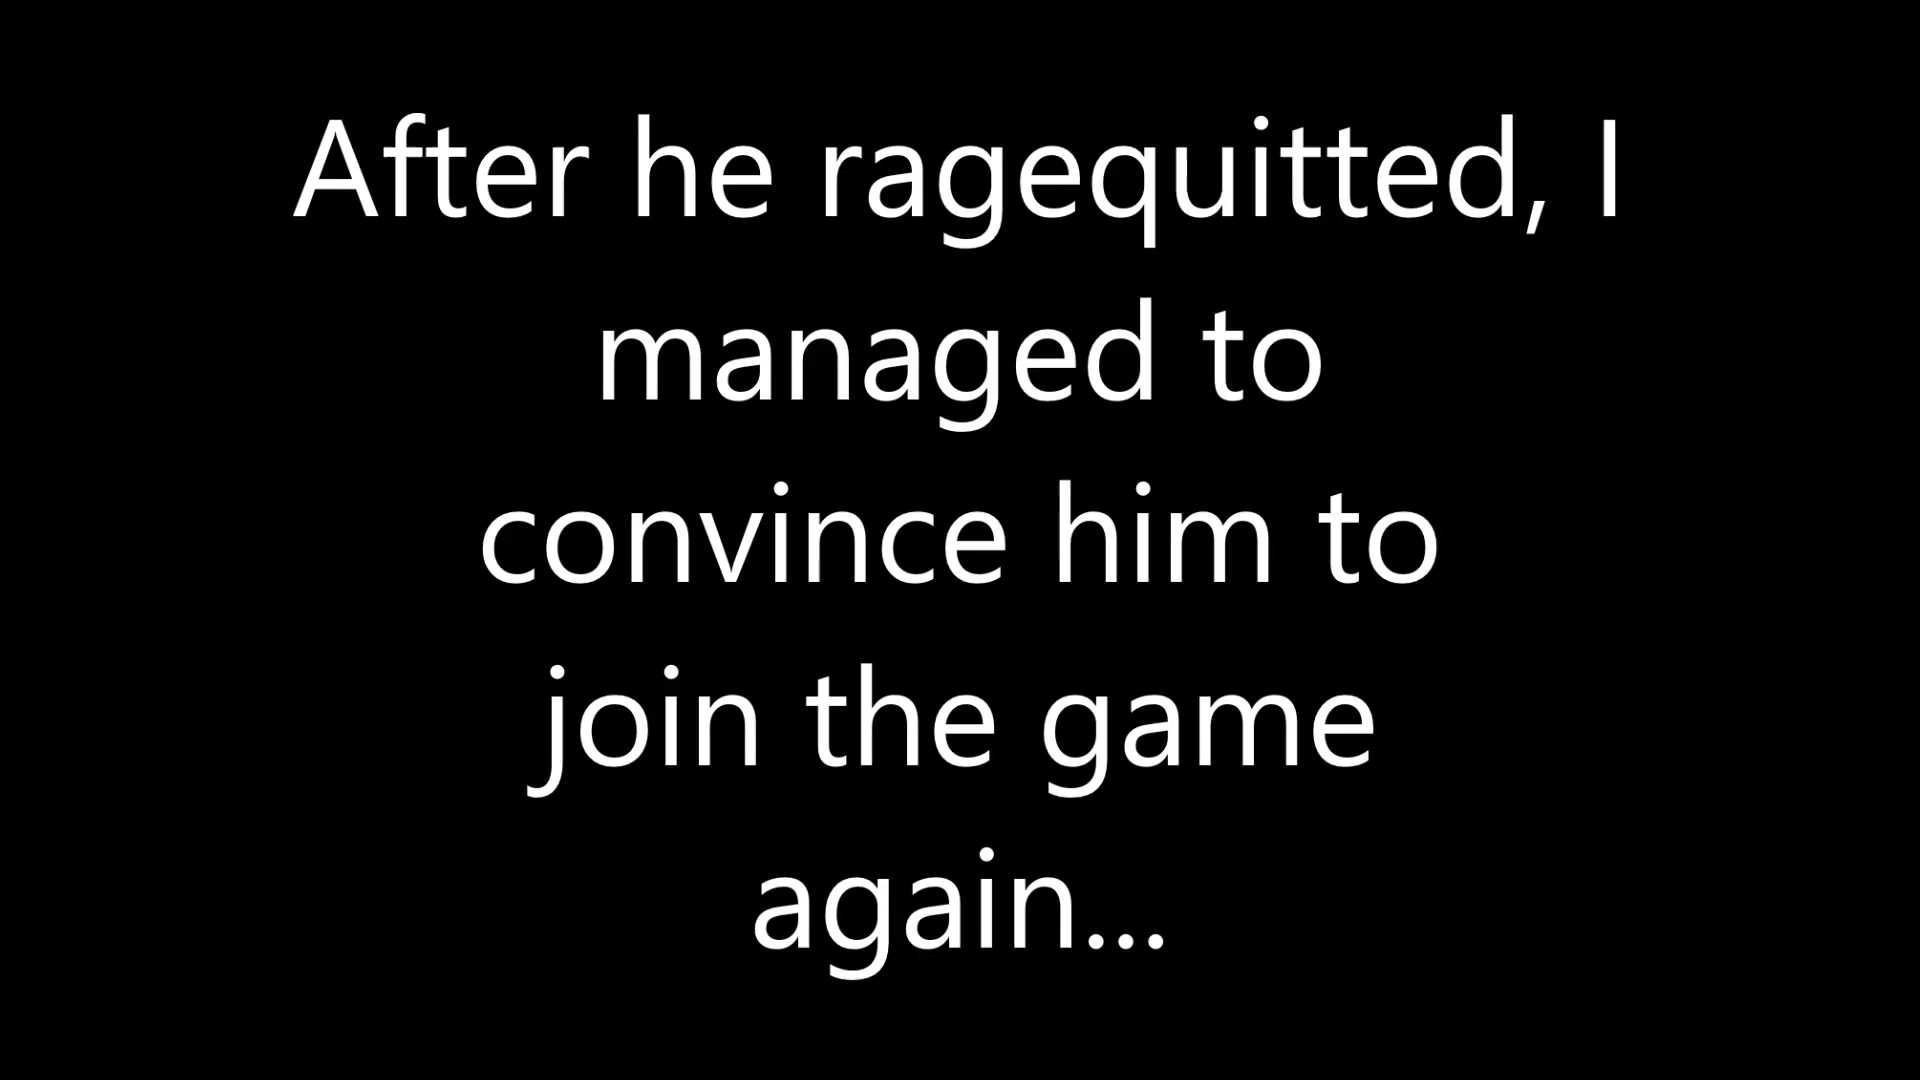 After he ragequitted, I
managed to
convince him to
join the game
again...